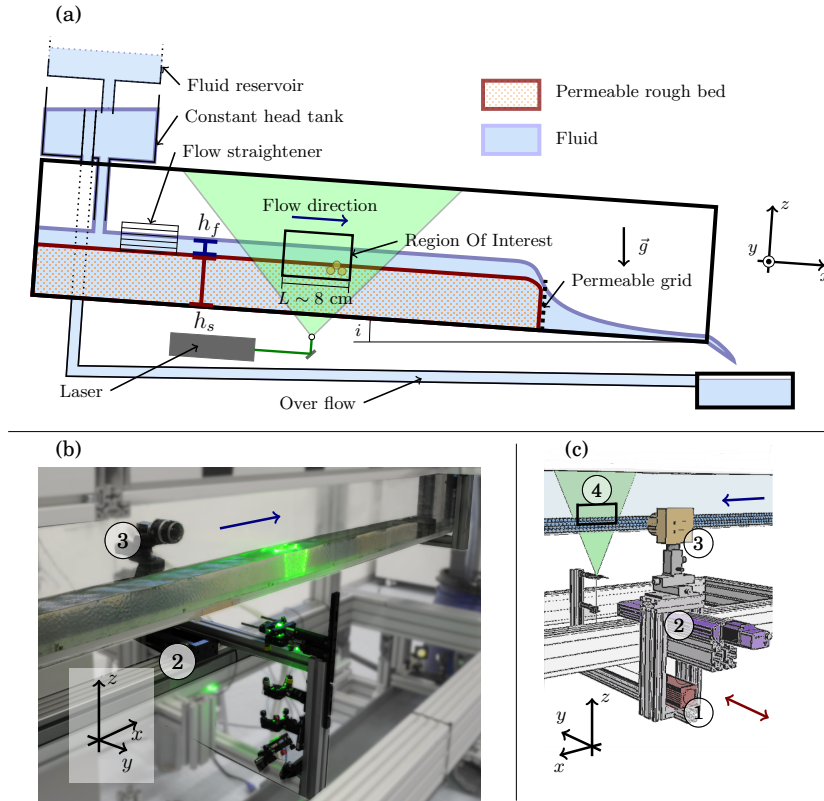 (a)
Fluid reservoir
Constant head tank
Flow straightener
Permeable rough bed
Fluid
Flow direction
h_f
Region Of Interest
\vec{g}
z
y
x
Permeable grid
L ∼ 8 cm
h_s
i
Laser
Over flow
(b)
3
2
z
x
y
(c)
4
3
2
1
z
y
x